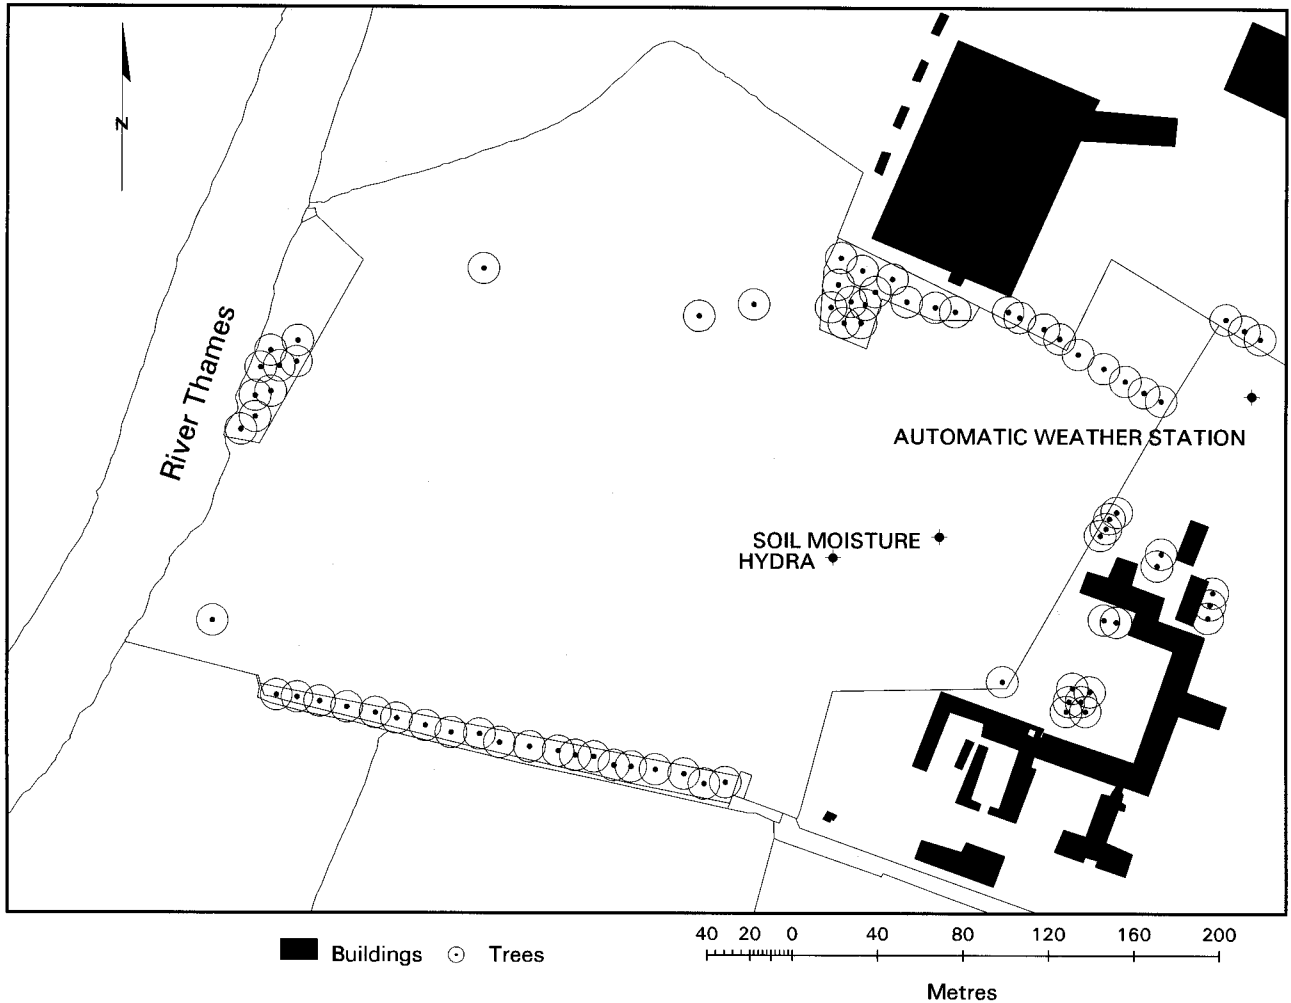 N
River Thames
AUTOMATIC WEATHER STATION
SOIL MOISTURE
HYDRA
Buildings
Trees
40 20 0 40 80 120 160 200
Metres